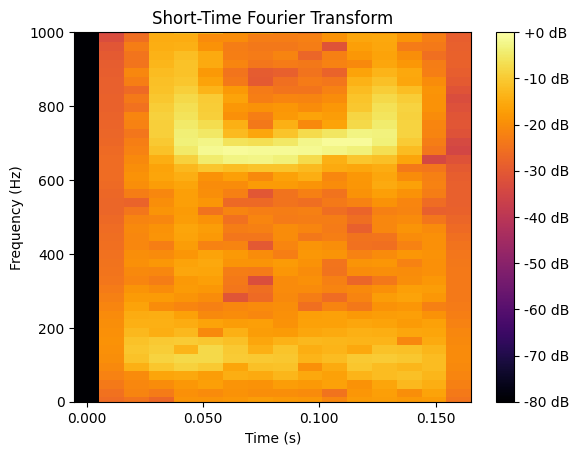 Short-Time Fourier Transform
1000
800
600
400
200
0
Frequency (Hz)
0.000
0.050
0.100
0.150
Time (s)
+0 dB
-10 dB
-20 dB
-30 dB
-40 dB
-50 dB
-60 dB
-70 dB
-80 dB